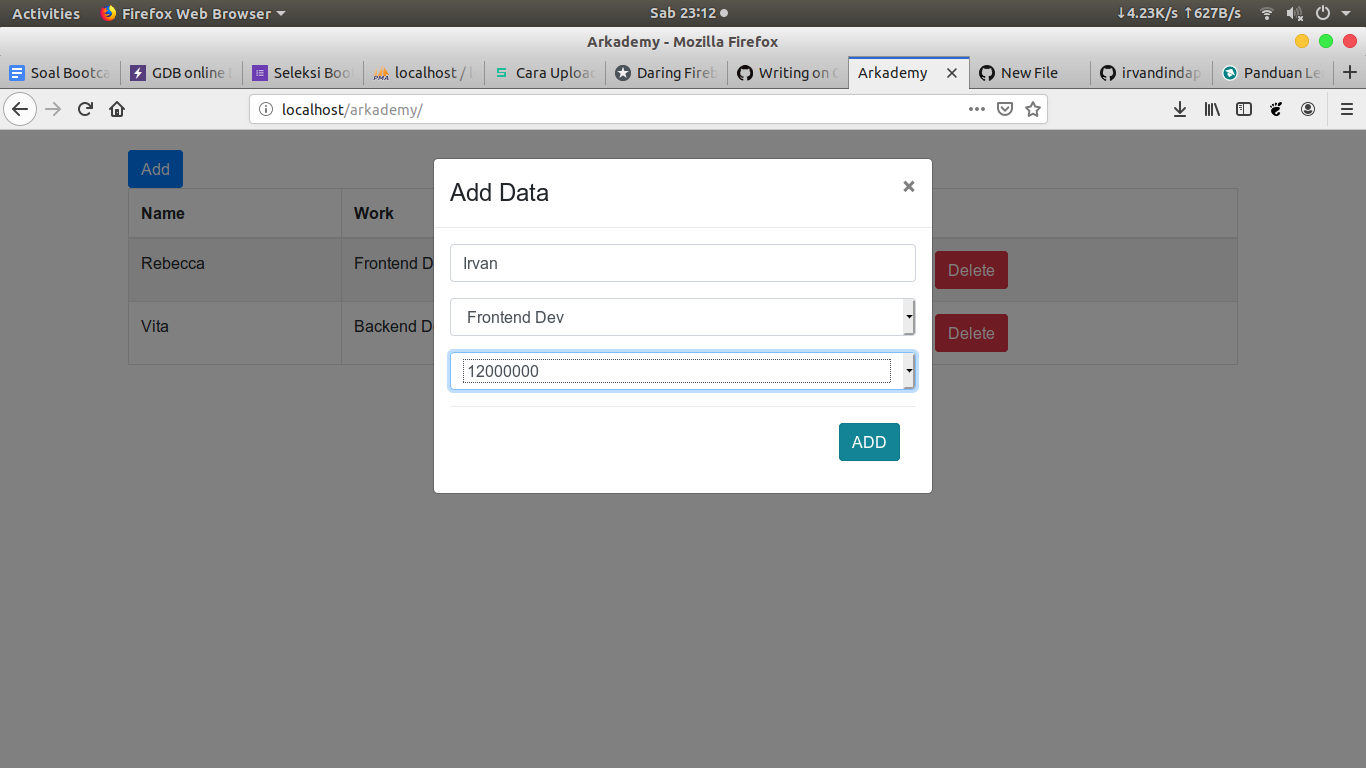 Activities Firefox Web Browser Sab 23:12 ↓4.23K/s ↑627B/s
Arkademy - Mozilla Firefox
Soal Bootca GDB online Seleksi Boo localhost / Cara Uploa Daring Fireb Writing on Arkademy New File irvandindap Panduan Le
localhost/arkademy/
Add
Add Data ×
Name Work
Irvan
Rebecca Frontend D Delete
Frontend Dev
Vita Backend D Delete
12000000
ADD